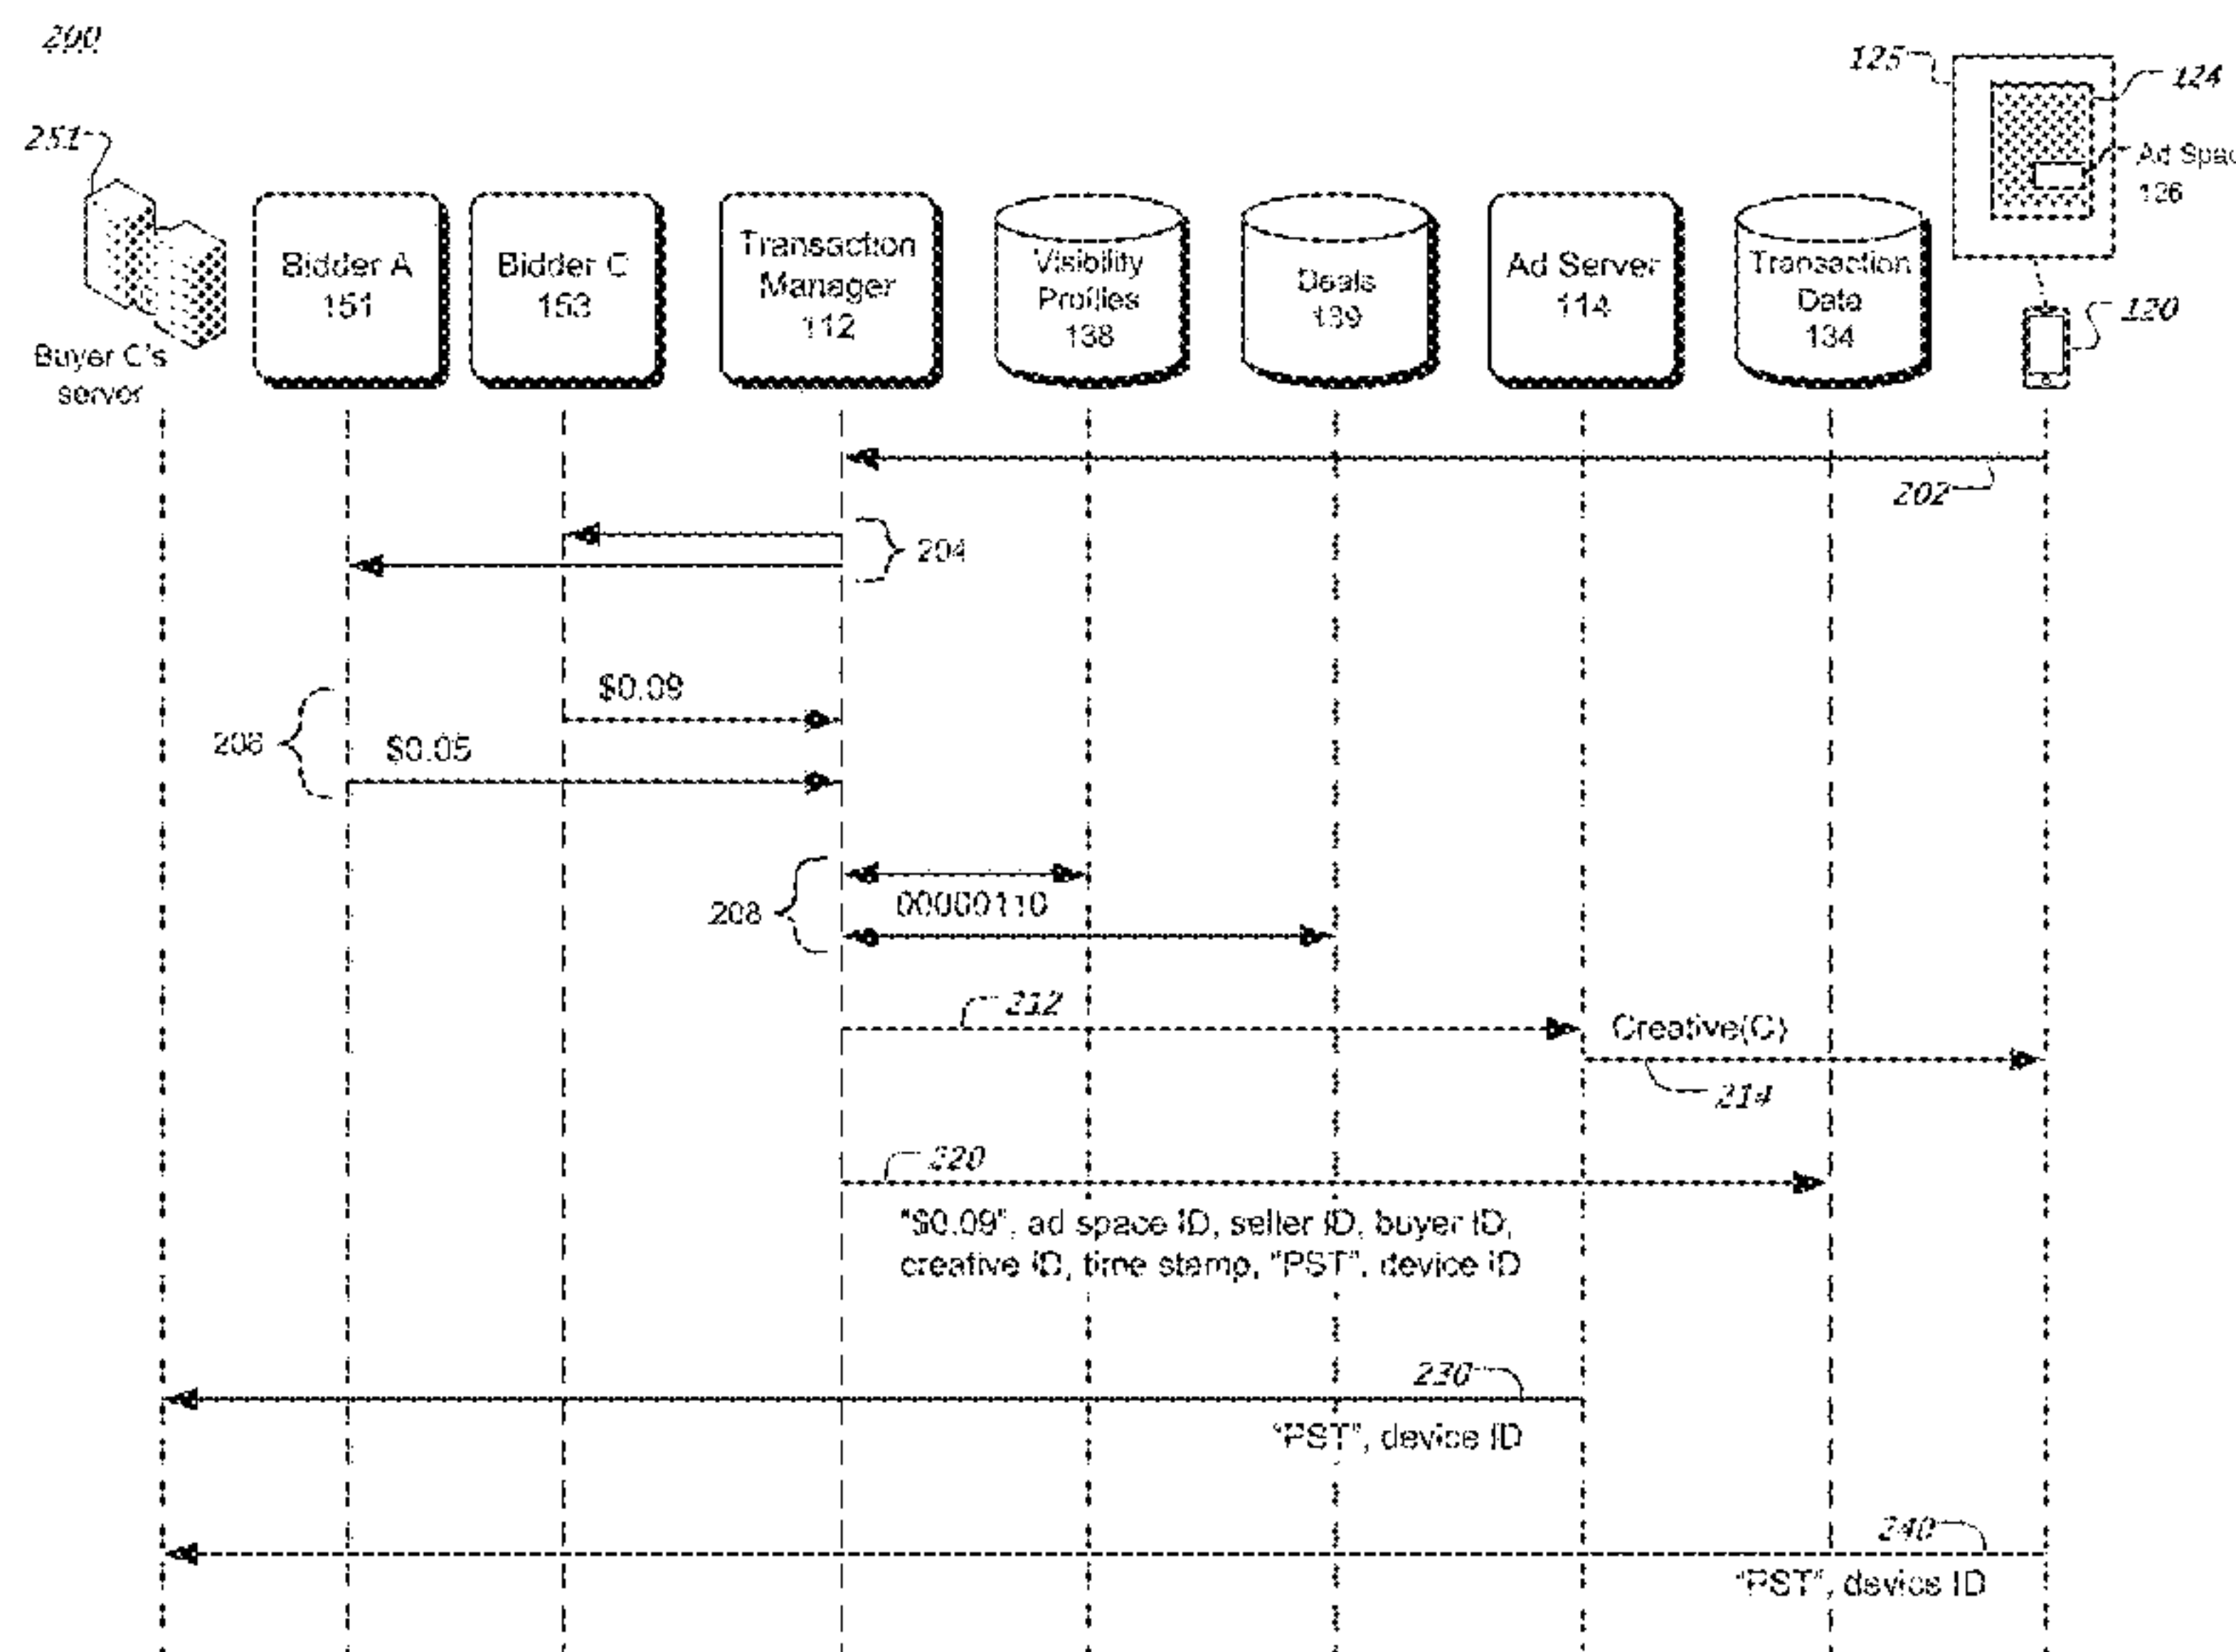 200
125
124
Ad Spac
126
251
Buyer C's
server
Bidder A
151
Bidder C
153
Transaction
Manager
112
Visibility
Profiles
138
Deals
139
Ad Server
114
Transaction
Data
134
120
202
204
$0.09
206
$0.05
208
00000110
212
Creative(C)
214
220
"$0.09", ad space ID, seller ID, buyer ID,
creative ID, time stamp, "PST", device ID
230
"PST", device ID
240
"PST", device ID